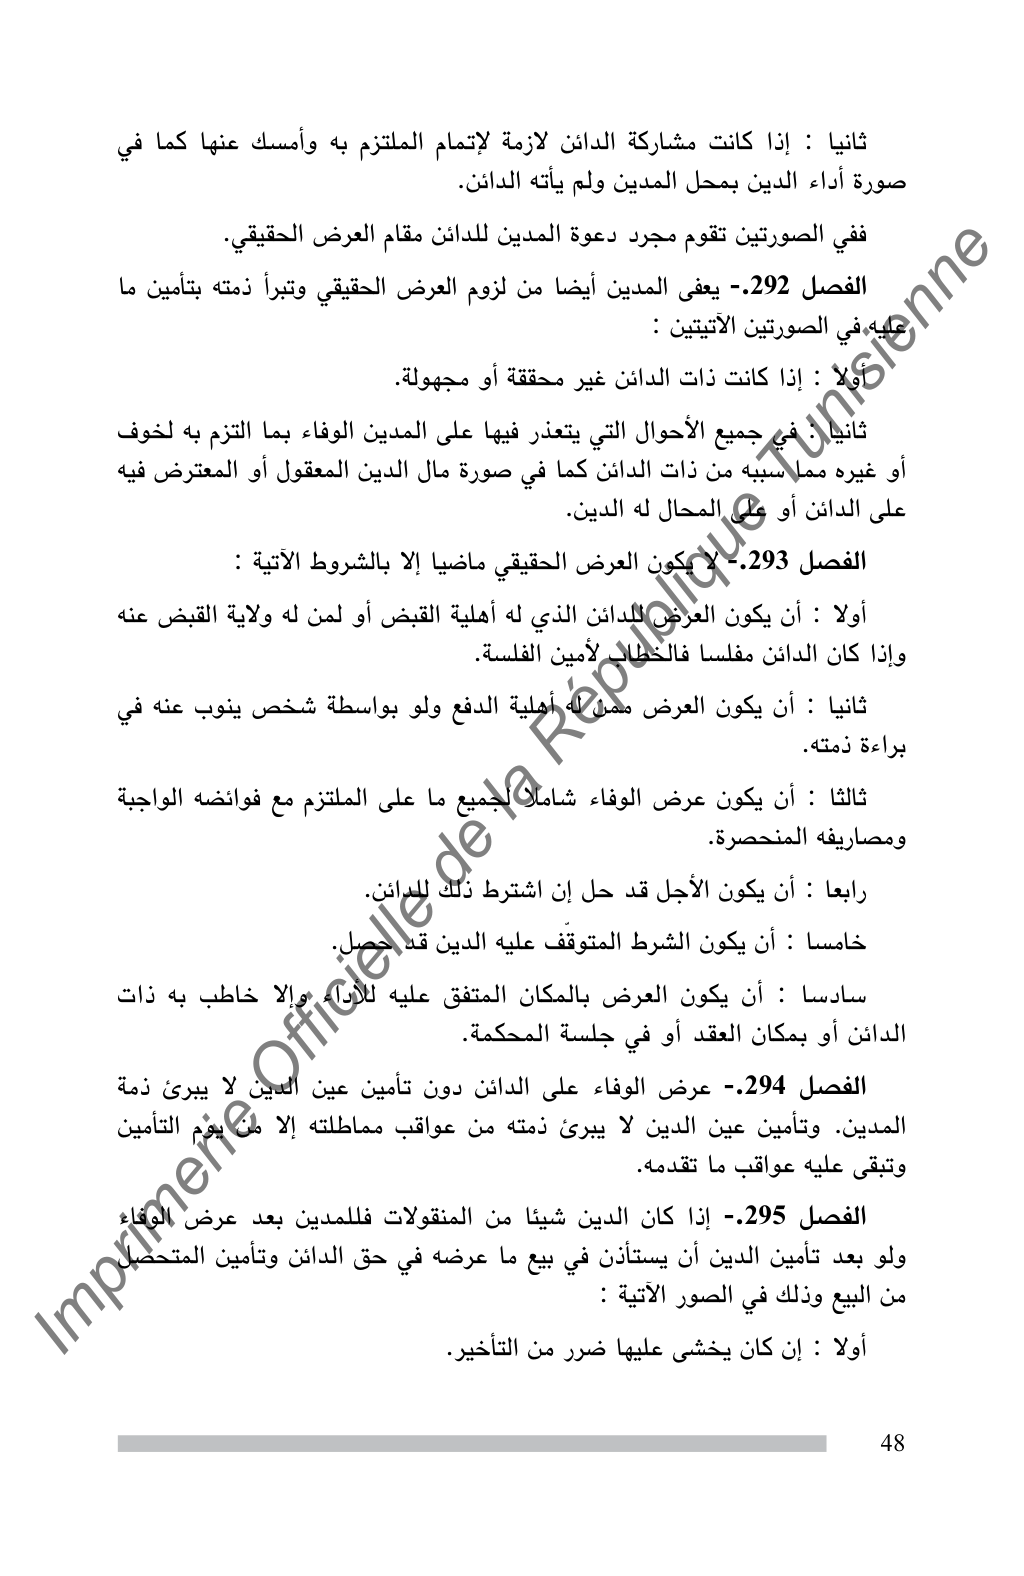 ثانيا : إذا كانت مشاركة الدائن لازمة لإتمام الملتزم به وأمسك عنها كما في
صورة أداء الدين بمحل المدين ولم يأته الدائن.
ففي الصورتين تقوم مجرد دعوة المدين للدائن مقام العرض الحقيقي.
الفصل 292.- يعفى المدين أيضا من لزوم العرض الحقيقي وتبرأ ذمته بتأمين ما
عليه في الصورتين الآتيتين :
أولا : إذا كانت ذات الدائن غير محققة أو مجهولة.
ثانيا : في جميع الأحوال التي يتعذر فيها على المدين الوفاء بما التزم به لخوف
أو غيره مما سببه من ذات الدائن كما في صورة مال الدين المعقول أو المعترض فيه
على الدائن أو على المحال له الدين.
الفصل 293.- لا يكون العرض الحقيقي ماضيا إلا بالشروط الآتية :
أولا : أن يكون العرض للدائن الذي له أهلية القبض أو لمن له ولاية القبض عنه
وإذا كان الدائن مفلسا فالخطاب لأمين الفلسة.
ثانيا : أن يكون العرض ممن له أهلية الدفع ولو بواسطة شخص ينوب عنه في
براءة ذمته.
ثالثا : أن يكون عرض الوفاء شاملا لجميع ما على الملتزم مع فوائضه الواجبة
ومصاريفه المنحصرة.
رابعا : أن يكون الأجل قد حل إن اشترط ذلك للدائن.
خامسا : أن يكون الشرط المتوقّف عليه الدين قد حصل.
سادسا : أن يكون العرض بالمكان المتفق عليه للأداء وإلا خاطب به ذات
الدائن أو بمكان العقد أو في جلسة المحكمة.
الفصل 294.- عرض الوفاء على الدائن دون تأمين عين الدين لا يبرئ ذمة
المدين. وتأمين عين الدين لا يبرئ ذمته من عواقب مماطلته إلا من يوم التأمين
وتبقى عليه عواقب ما تقدمه.
الفصل 295.- إذا كان الدين شيئا من المنقولات فللمدين بعد عرض الوفاء
ولو بعد تأمين الدين أن يستأذن في بيع ما عرضه في حق الدائن وتأمين المتحصل
من البيع وذلك في الصور الآتية :
أولا : إن كان يخشى عليها ضرر من التأخير.
48
Imprimerie Officielle de la République Tunisienne